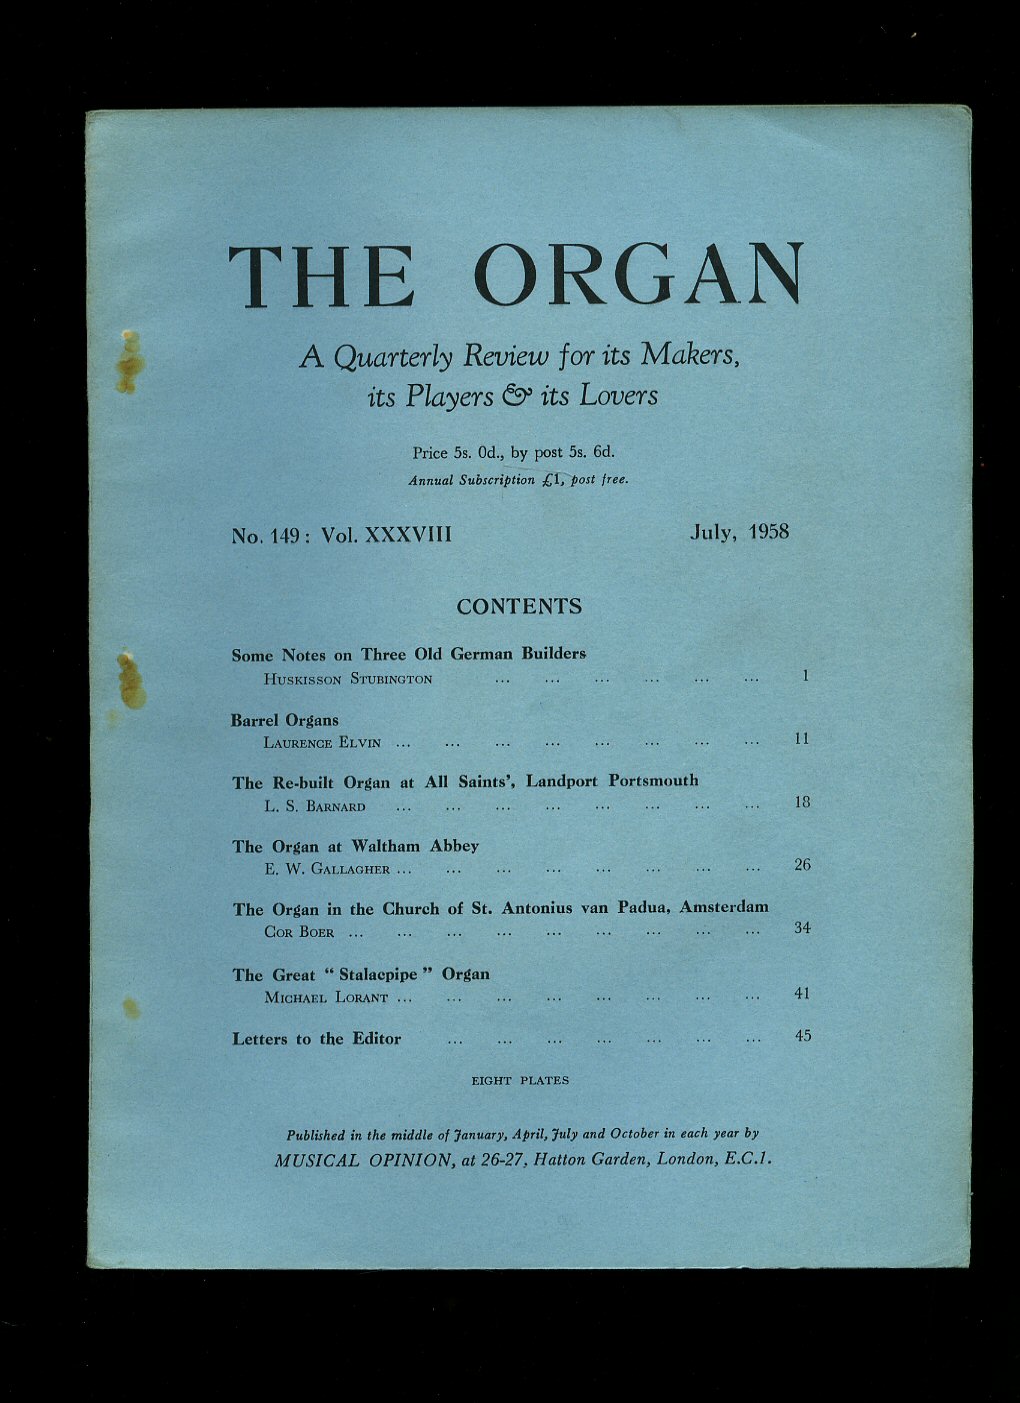 THE ORGAN
A Quarterly Review for its Makers,
its Players & its Lovers
Price 5s. 0d., by post 5s. 6d.
Annual Subscription £1, post free.
No. 149: Vol. XXXVIII July, 1958
CONTENTS
Some Notes on Three Old German Builders
HUSKISSON STUBINGTON ... ... ... ... ... ... 1
Barrel Organs
LAURENCE ELVIN ... ... ... ... ... ... ... ... 11
The Re-built Organ at All Saints', Landport Portsmouth
L. S. BARNARD ... ... ... ... ... ... ... ... 18
The Organ at Waltham Abbey
E. W. GALLAGHER ... ... ... ... ... ... ... ... 26
The Organ in the Church of St. Antonius van Padua, Amsterdam
COR BOER ... ... ... ... ... ... ... ... ... 34
The Great “Stalacpipe” Organ
MICHAEL LORANT ... ... ... ... ... ... ... ... 41
Letters to the Editor ... ... ... ... ... ... ... 45
EIGHT PLATES
Published in the middle of January, April, July and October in each year by
MUSICAL OPINION, at 26-27, Hatton Garden, London, E.C.1.